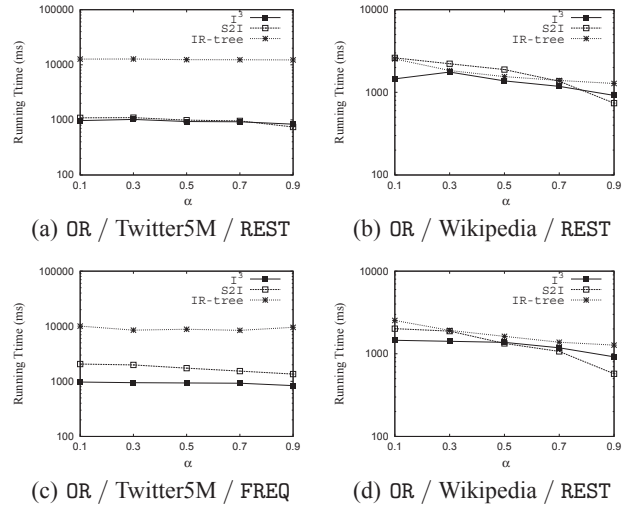 100000
10000
1000
100
Running Ttime (ms)
I³
S2I
IR-tree
0.1 0.3 0.5 0.7 0.9
α
(a) OR / Twitter5M / REST
10000
1000
100
Running Ttime (ms)
I³
S2I
IR-tree
0.1 0.3 0.5 0.7 0.9
α
(b) OR / Wikipedia / REST
100000
10000
1000
100
Running Ttime (ms)
I³
S2I
IR-tree
0.1 0.3 0.5 0.7 0.9
α
(c) OR / Twitter5M / FREQ
10000
1000
100
Running Ttime (ms)
I³
S2I
IR-tree
0.1 0.3 0.5 0.7 0.9
α
(d) OR / Wikipedia / REST